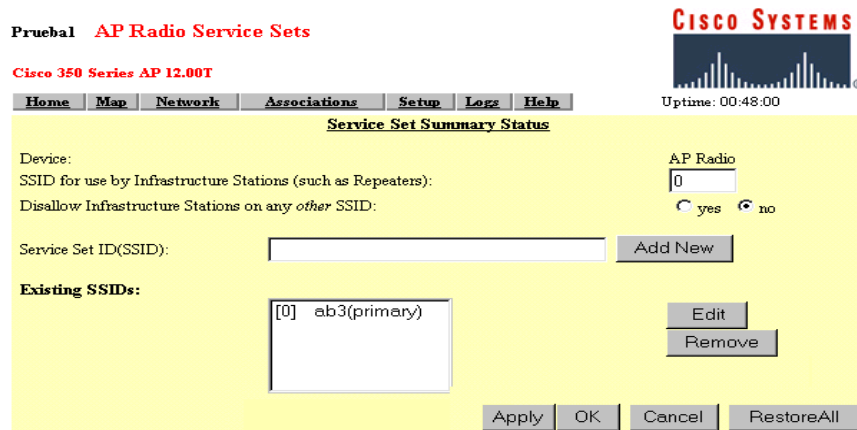 Prueba1 AP Radio Service Sets
CISCO SYSTEMS
Cisco 350 Series AP 12.00T
Home Map Network Associations Setup Logs Help
Uptime: 00:48:00
Service Set Summary Status
Device: AP Radio
SSID for use by Infrastructure Stations (such as Repeaters): 0
Disallow Infrastructure Stations on any other SSID: yes no
Service Set ID(SSID): Add New
Existing SSIDs:
[0] ab3(primary)
Edit
Remove
Apply OK Cancel RestoreAll